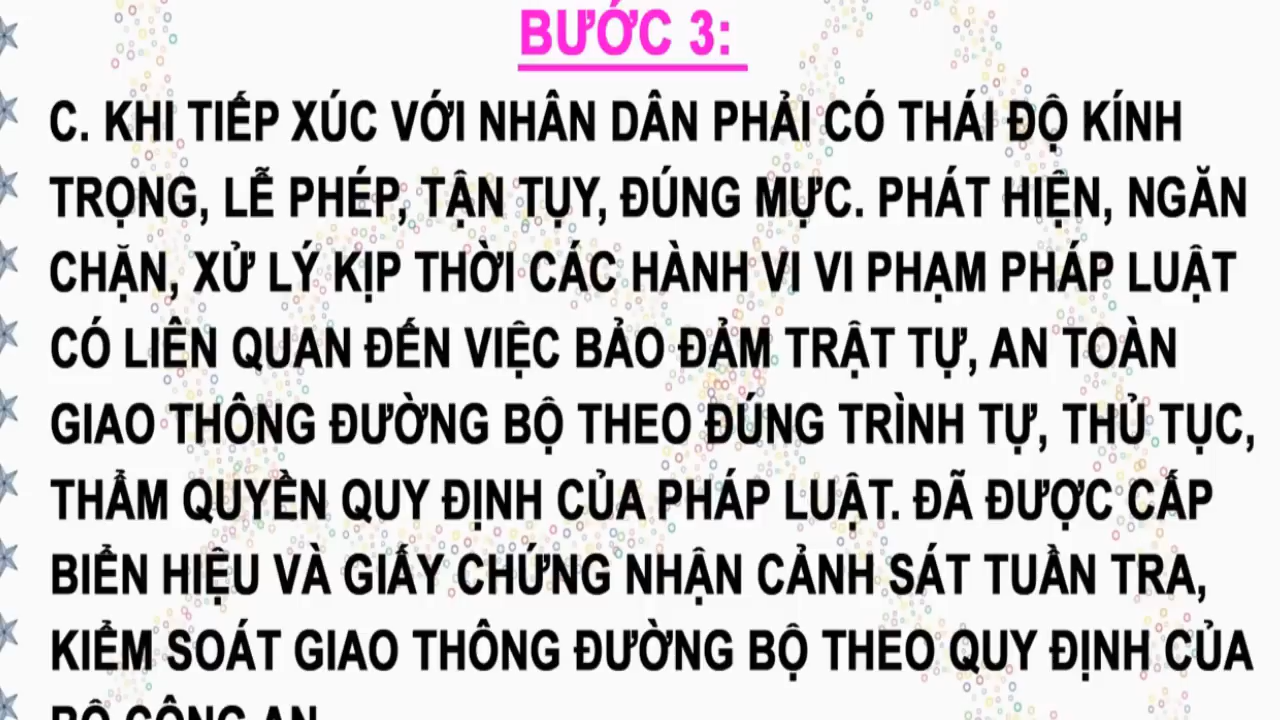 BƯỚC 3:
C. KHI TIẾP XÚC VỚI NHÂN DÂN PHẢI CÓ THÁI ĐỘ KÍNH
TRỌNG, LỄ PHÉP, TẬN TỤY, ĐÚNG MỰC. PHÁT HIỆN, NGĂN
CHẶN, XỬ LÝ KỊP THỜI CÁC HÀNH VI VI PHẠM PHÁP LUẬT
CÓ LIÊN QUAN ĐẾN VIỆC BẢO ĐẢM TRẬT TỰ, AN TOÀN
GIAO THÔNG ĐƯỜNG BỘ THEO ĐÚNG TRÌNH TỰ, THỦ TỤC,
THẨM QUYỀN QUY ĐỊNH CỦA PHÁP LUẬT. ĐÃ ĐƯỢC CẤP
BIỂN HIỆU VÀ GIẤY CHỨNG NHẬN CẢNH SÁT TUẦN TRA,
KIỂM SOÁT GIAO THÔNG ĐƯỜNG BỘ THEO QUY ĐỊNH CỦA
BỘ CÔNG AN